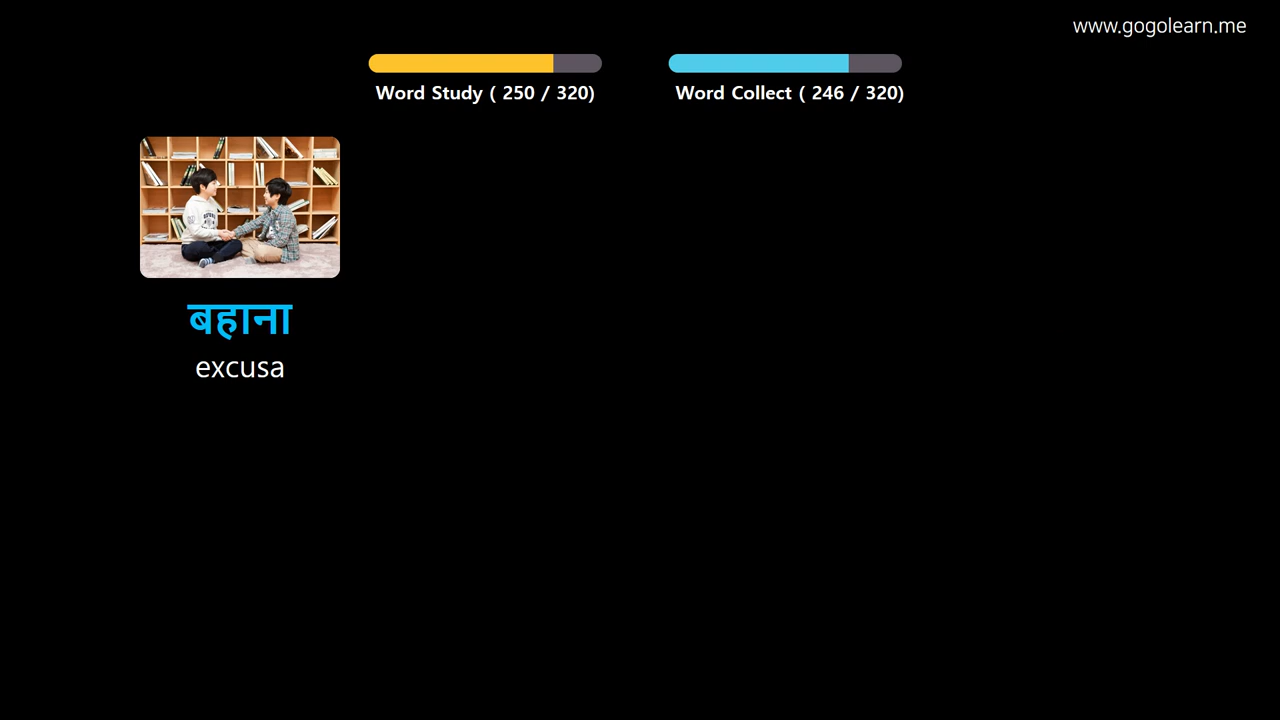 www.gogolearn.me
Word Study ( 250 / 320)
Word Collect ( 246 / 320)
बहाना
excusa